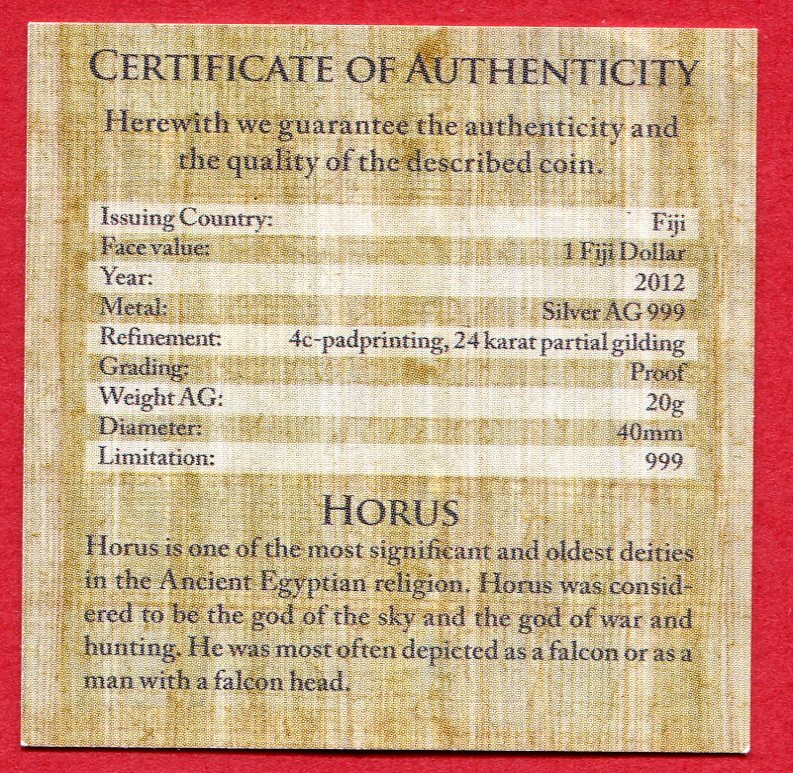 CERTIFICATE OF AUTHENTICITY
Herewith we guarantee the authenticity and
the quality of the described coin.
Issuing Country: Fiji
Face value: 1 Fiji Dollar
Year: 2012
Metal: Silver AG 999
Refinement: 4c-padprinting, 24 karat partial gilding
Grading: Proof
Weight AG: 20g
Diameter: 40mm
Limitation: 999
HORUS
Horus is one of the most significant and oldest deities
in the Ancient Egyptian religion. Horus was consid-
ered to be the god of the sky and the god of war and
hunting. He was most often depicted as a falcon or as a
man with a falcon head.